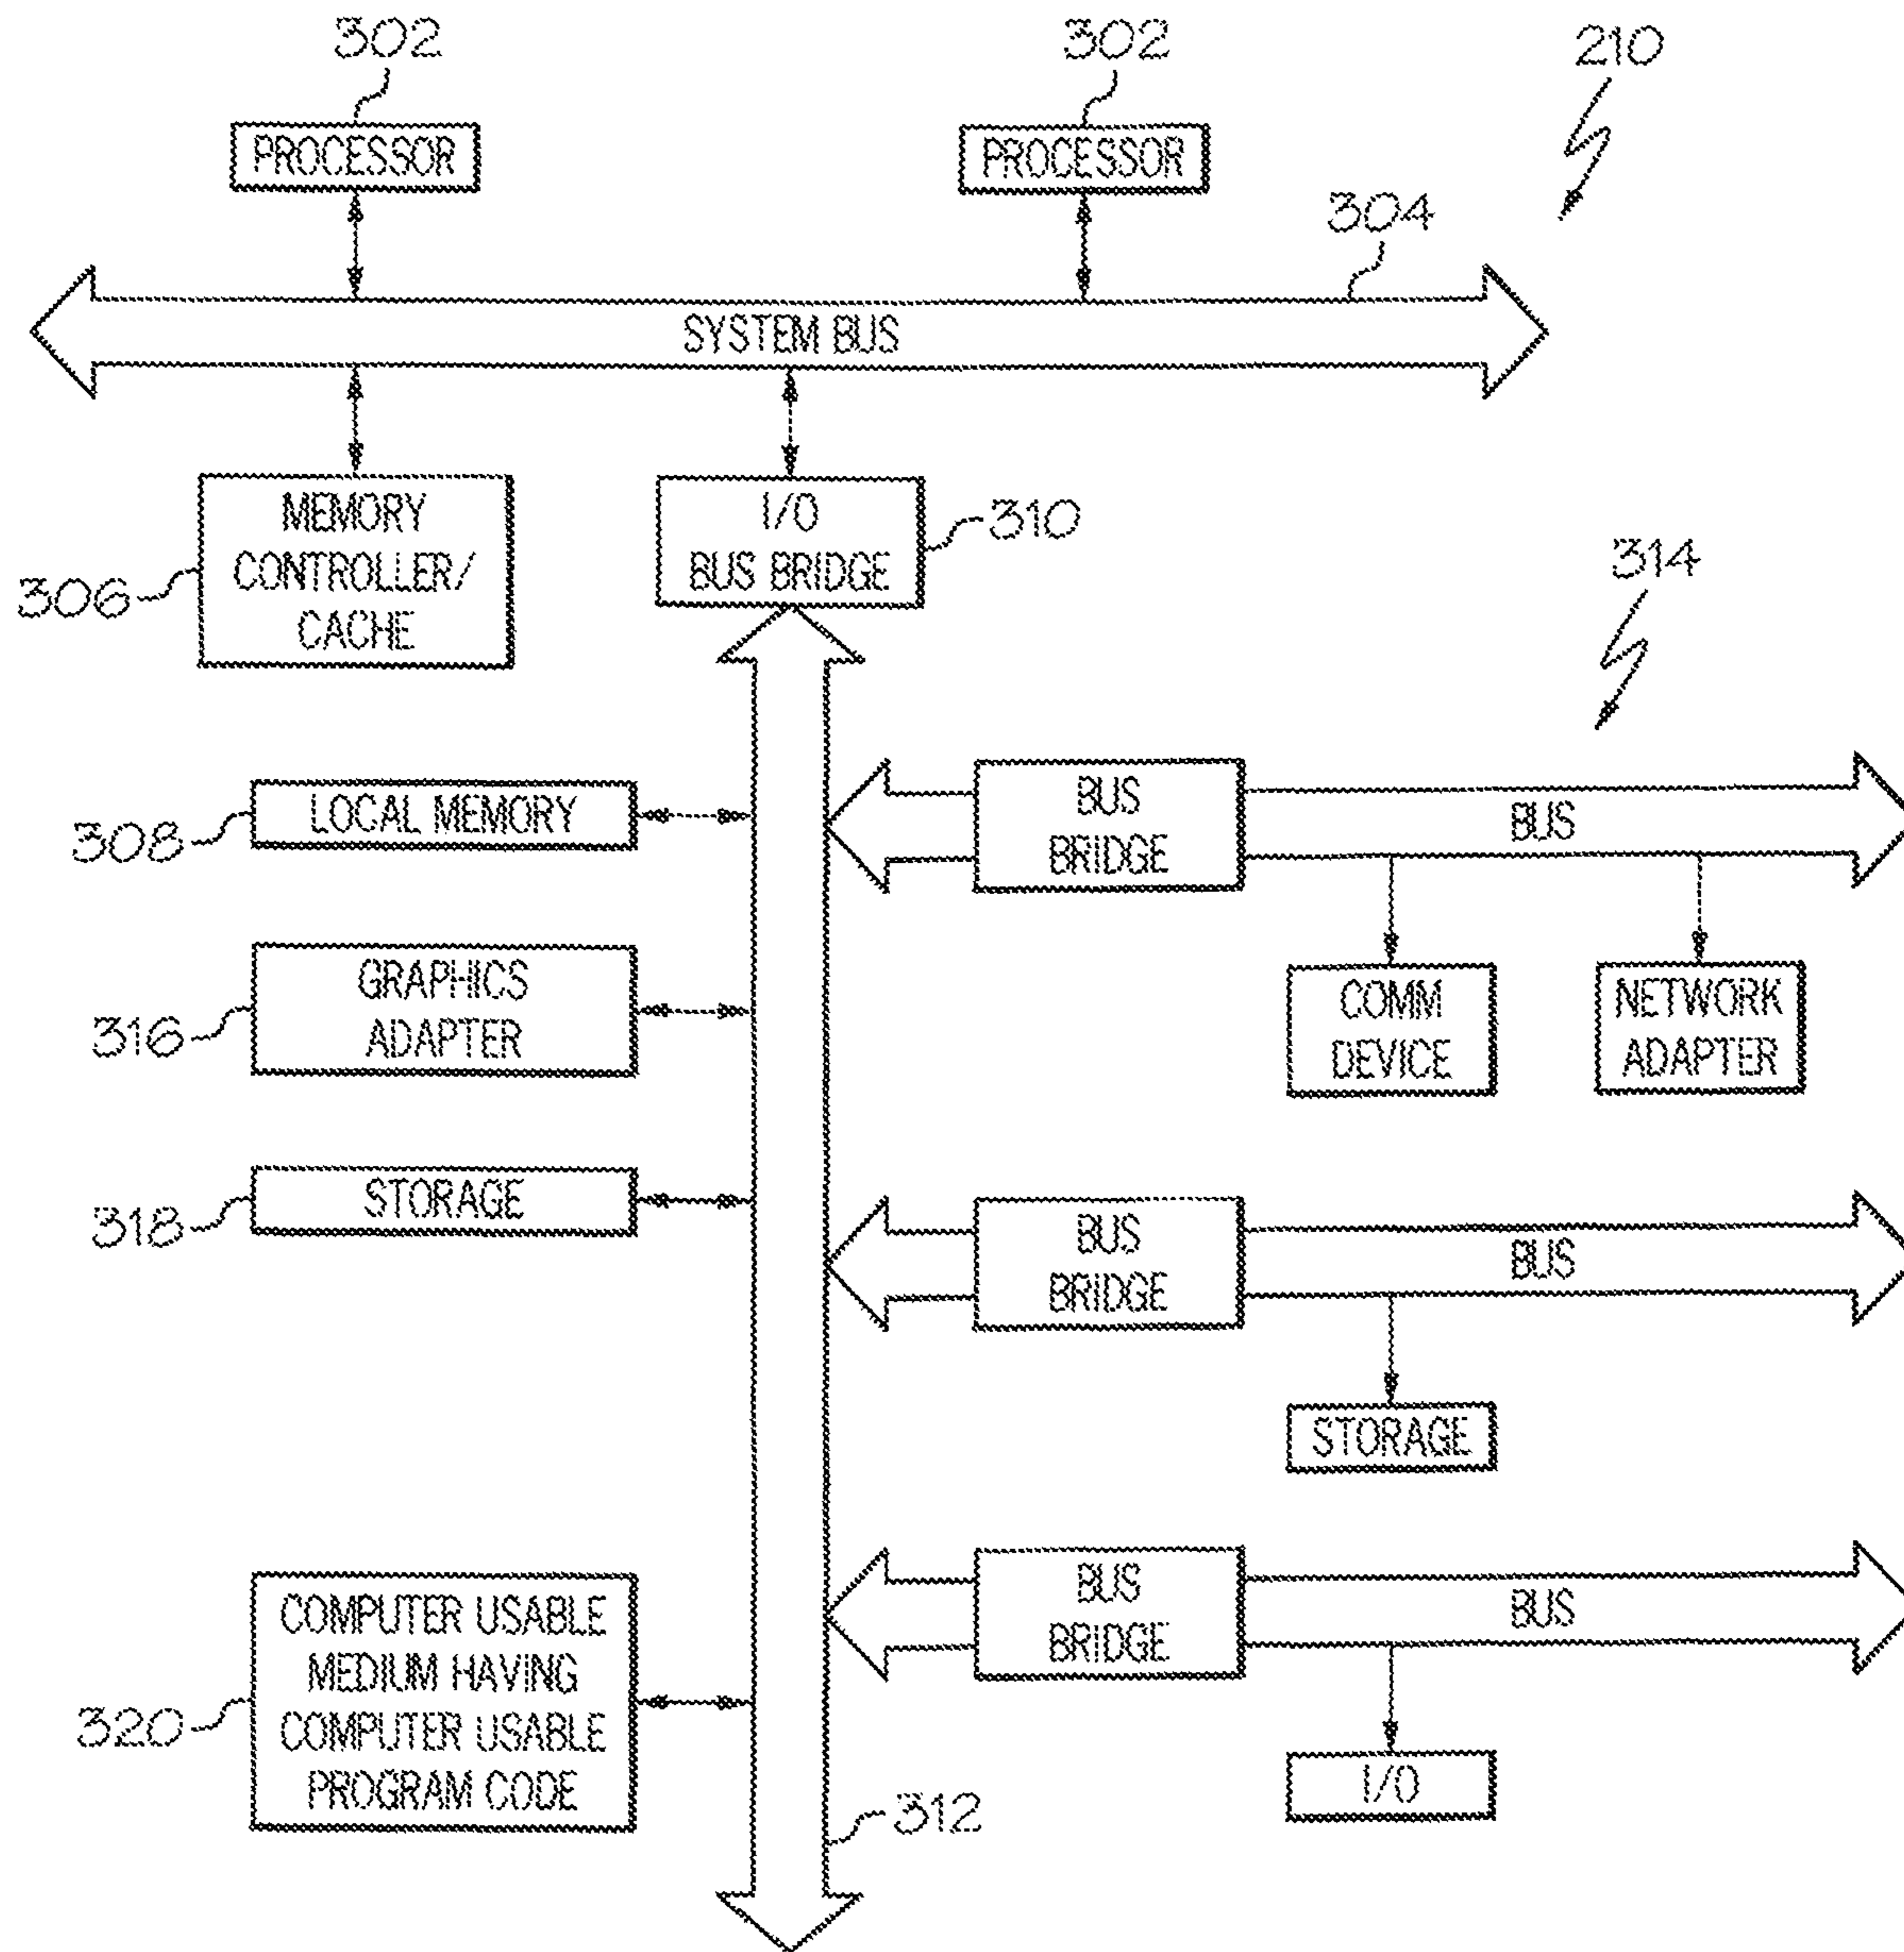 302
302
210
PROCESSOR
PROCESSOR
304
SYSTEM BUS
MEMORY
CONTROLLER/
CACHE
306
I/O
BUS BRIDGE
310
314
LOCAL MEMORY
308
BUS
BRIDGE
BUS
GRAPHICS
ADAPTER
316
COMM
DEVICE
NETWORK
ADAPTER
STORAGE
318
BUS
BRIDGE
BUS
STORAGE
COMPUTER USABLE
MEDIUM HAVING
COMPUTER USABLE
PROGRAM CODE
320
BUS
BRIDGE
BUS
I/O
312